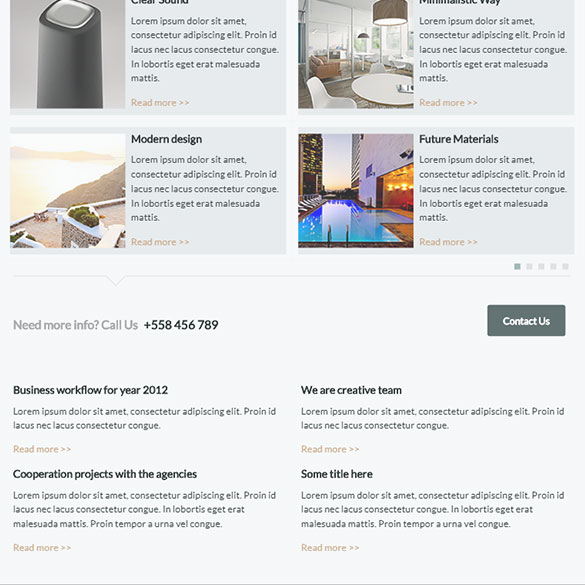 Clear Sound
Lorem ipsum dolor sit amet,
consectetur adipiscing elit. Proin id
lacus nec lacus consectetur congue.
In lobortis eget erat malesuada
mattis.
Read more >>
Minimalistic Way
Lorem ipsum dolor sit amet,
consectetur adipiscing elit. Proin id
lacus nec lacus consectetur congue.
In lobortis eget erat malesuada
mattis.
Read more >>
Modern design
Lorem ipsum dolor sit amet,
consectetur adipiscing elit. Proin id
lacus nec lacus consectetur congue.
In lobortis eget erat malesuada
mattis.
Read more >>
Future Materials
Lorem ipsum dolor sit amet,
consectetur adipiscing elit. Proin id
lacus nec lacus consectetur congue.
In lobortis eget erat malesuada
mattis.
Read more >>
Need more info? Call Us +558 456 789
Contact Us
Business workflow for year 2012
Lorem ipsum dolor sit amet, consectetur adipiscing elit. Proin id
lacus nec lacus consectetur congue.
Read more >>
We are creative team
Lorem ipsum dolor sit amet, consectetur adipiscing elit. Proin id
lacus nec lacus consectetur congue.
Read more >>
Cooperation projects with the agencies
Lorem ipsum dolor sit amet, consectetur adipiscing elit. Proin id
lacus nec lacus consectetur congue. In lobortis eget erat
malesuada mattis. Proin tempor a urna vel congue.
Read more >>
Some title here
Lorem ipsum dolor sit amet, consectetur adipiscing elit. Proin id
lacus nec lacus consectetur congue. In lobortis eget erat
malesuada mattis. Proin tempor a urna vel congue.
Read more >>